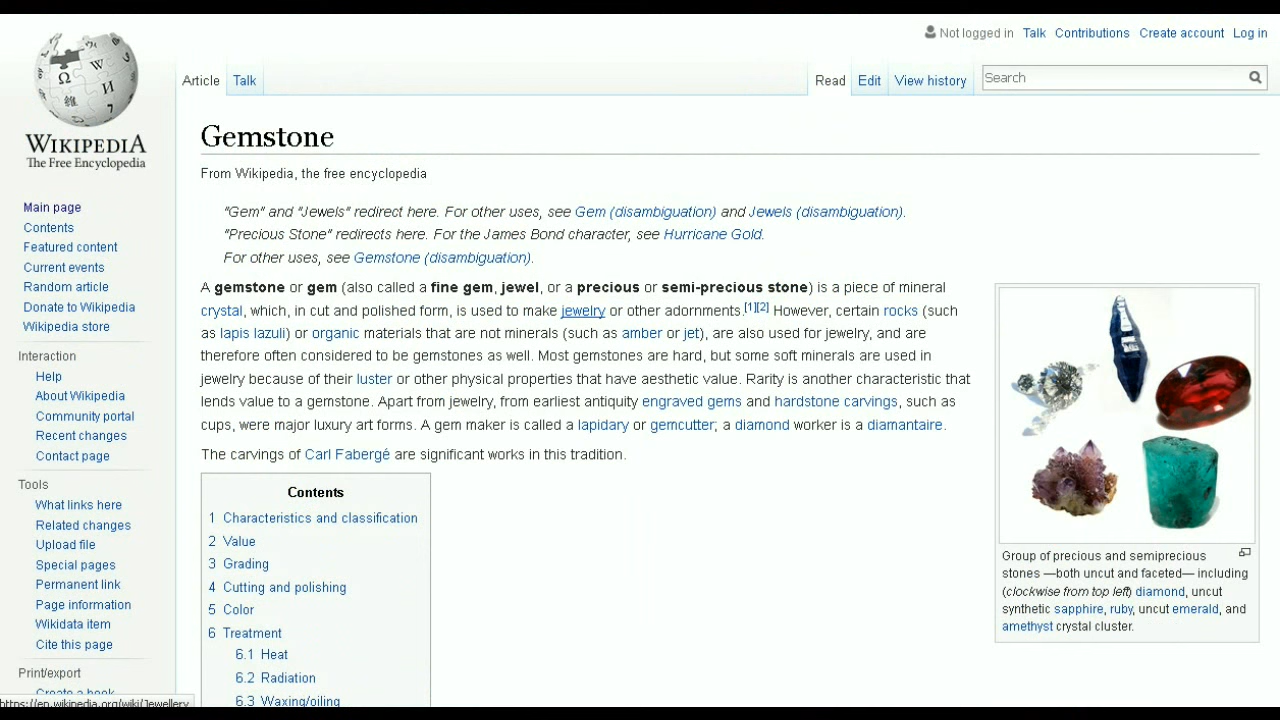 Not logged in Talk Contributions Create account Log in
Article Talk
Read Edit View history Search
WIKIPEDIA
The Free Encyclopedia
Main page
Contents
Featured content
Current events
Random article
Donate to Wikipedia
Wikipedia store
Interaction
Help
About Wikipedia
Community portal
Recent changes
Contact page
Tools
What links here
Related changes
Upload file
Special pages
Permanent link
Page information
Wikidata item
Cite this page
Print/export
Create a book
https://en.wikipedia.org/wiki/Jewellery
Gemstone
From Wikipedia, the free encyclopedia
"Gem" and "Jewels" redirect here. For other uses, see Gem (disambiguation) and Jewels (disambiguation).
"Precious Stone" redirects here. For the James Bond character, see Hurricane Gold.
For other uses, see Gemstone (disambiguation).
A gemstone or gem (also called a fine gem, jewel, or a precious or semi-precious stone) is a piece of mineral
crystal, which, in cut and polished form, is used to make jewelry or other adornments.[1][2] However, certain rocks (such
as lapis lazuli) or organic materials that are not minerals (such as amber or jet), are also used for jewelry, and are
therefore often considered to be gemstones as well. Most gemstones are hard, but some soft minerals are used in
jewelry because of their luster or other physical properties that have aesthetic value. Rarity is another characteristic that
lends value to a gemstone. Apart from jewelry, from earliest antiquity engraved gems and hardstone carvings, such as
cups, were major luxury art forms. A gem maker is called a lapidary or gemcutter; a diamond worker is a diamantaire.
The carvings of Carl Fabergé are significant works in this tradition.
Contents
1 Characteristics and classification
2 Value
3 Grading
4 Cutting and polishing
5 Color
6 Treatment
6.1 Heat
6.2 Radiation
6.3 Waxing/oiling
Group of precious and semiprecious
stones —both uncut and faceted— including
(clockwise from top left) diamond, uncut
synthetic sapphire, ruby, uncut emerald, and
amethyst crystal cluster.